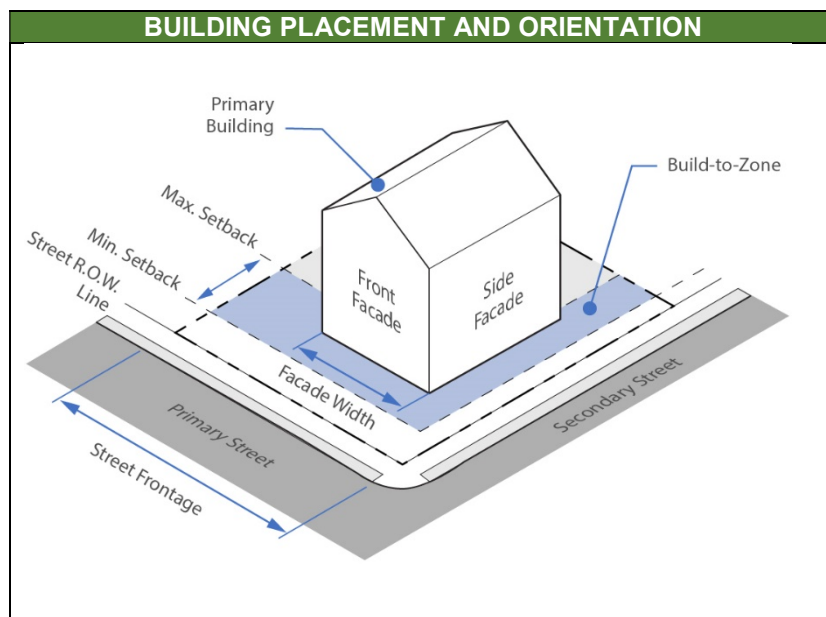 BUILDING PLACEMENT AND ORIENTATION
Primary
Building
Build-to-Zone
Max. Setback
Min. Setback
Street R.O.W.
Line
Front
Facade
Side
Facade
Facade Width
Primary Street
Secondary Street
Street Frontage